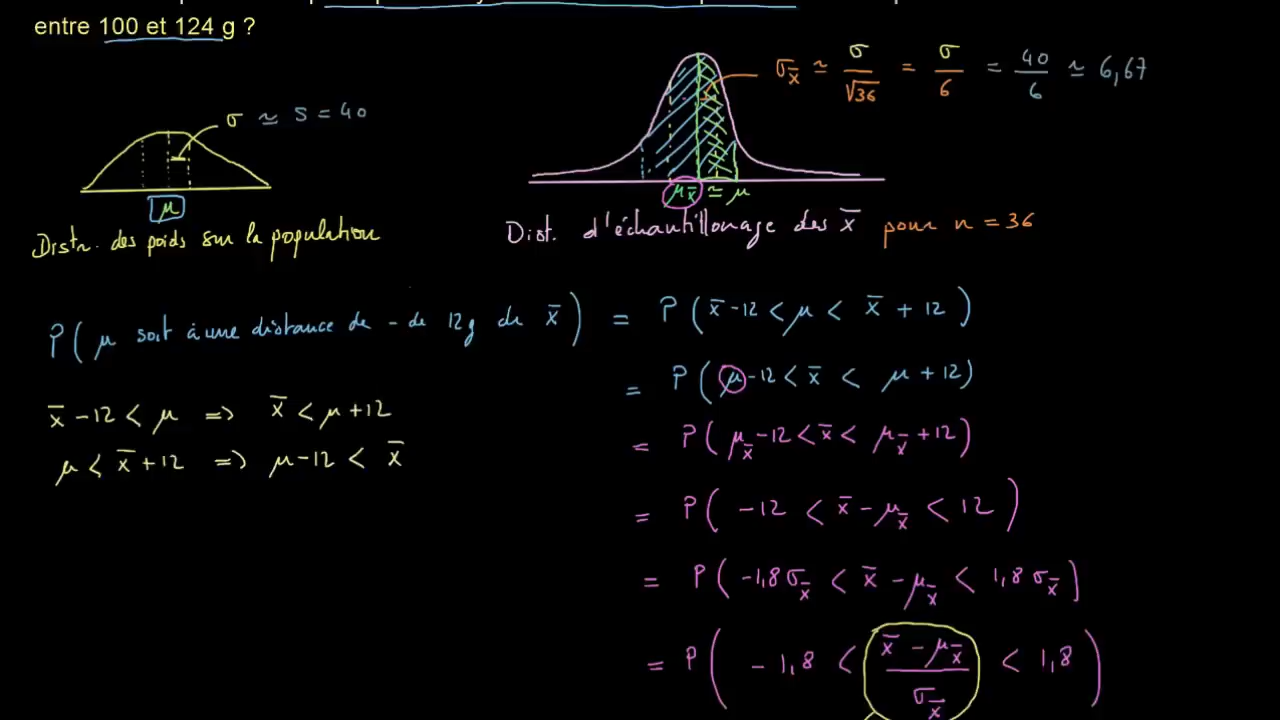 entre 100 et 124 g ?
σ ≃ s = 40
μ
Distr. des poids sur la population
σx̄ ≃ σ/√36 = σ/6 = 40/6 ≃ 6,67
μx̄ ≃ μ
Dist. d'échantillonage des x̄ pour n = 36
P( μ soit à une distance de - de 12g de x̄ ) = P( x̄ -12 < μ < x̄ + 12 )
= P( μ -12 < x̄ < μ + 12 )
x̄ - 12 < μ => x̄ < μ + 12
= P( μx̄ -12 < x̄ < μx̄ + 12 )
μ < x̄ + 12 => μ - 12 < x̄
= P( -12 < x̄ - μx̄ < 12 )
= P( -1,8 σx̄ < x̄ - μx̄ < 1,8 σx̄ )
= P( -1,8 < (x̄ - μx̄)/σx̄ < 1,8 )